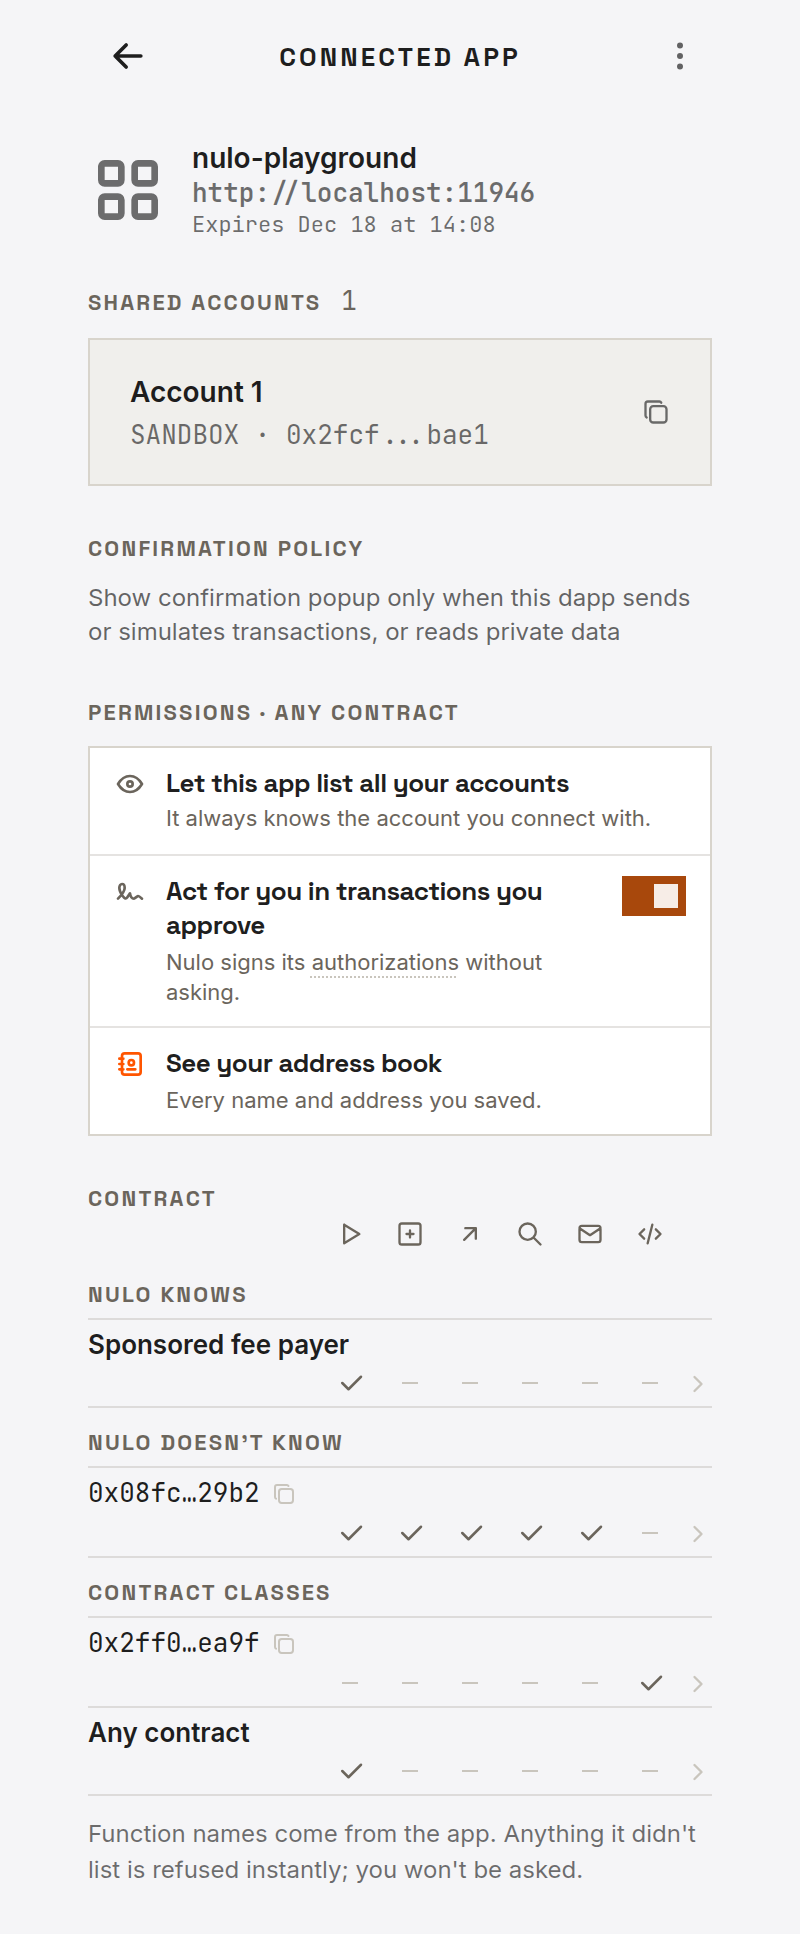 CONNECTED APP
nulo-playground
http://localhost:11946
Expires Dec 18 at 14:08
SHARED ACCOUNTS 1
Account 1
SANDBOX · 0x2fcf...bae1
CONFIRMATION POLICY
Show confirmation popup only when this dapp sends
or simulates transactions, or reads private data
PERMISSIONS · ANY CONTRACT
Let this app list all your accounts
It always knows the account you connect with.
Act for you in transactions you
approve
Nulo signs its authorizations without
asking.
See your address book
Every name and address you saved.
CONTRACT
NULO KNOWS
Sponsored fee payer
NULO DOESN’T KNOW
0x08fc…29b2
CONTRACT CLASSES
0x2ff0…ea9f
Any contract
Function names come from the app. Anything it didn't
list is refused instantly; you won't be asked.